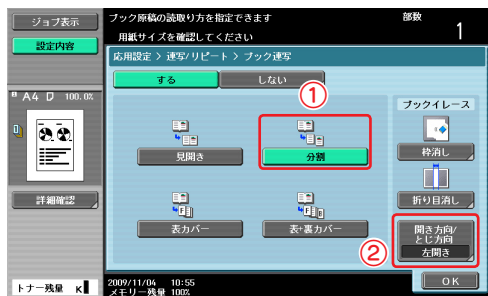 ジョブ表示
設定内容
ブック原稿の読取り方を指定できます
用紙サイズを確認してください
部数
1
応用設定 > 連写/リピート > ブック連写
する
しない
①
A4 100.0%
見開き
分割
表カバー
表+裏カバー
ブックイレース
枠消し
折り目消し
開き方向/
とじ方向
左開き
②
詳細確認
トナー残量 K
2009/11/04 10:55
メモリー残量 100%
OK